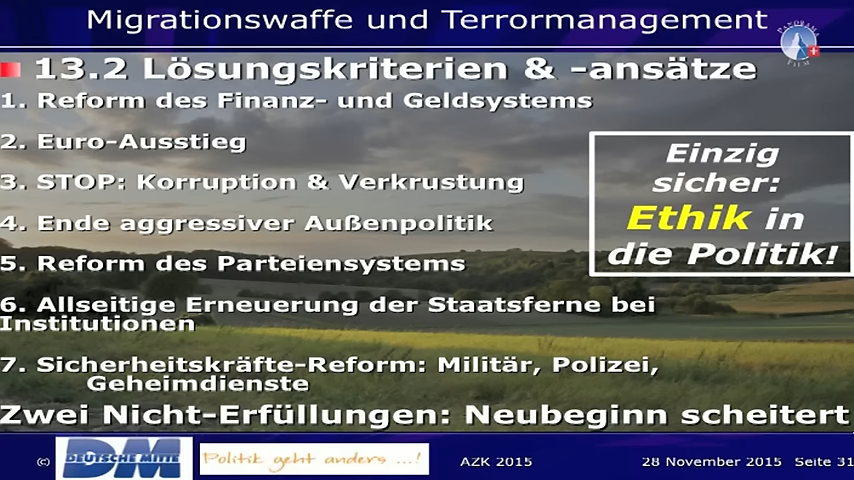 Migrationswaffe und Terrormanagement
PANORAMA
FILM
13.2 Lösungskriterien & -ansätze
1. Reform des Finanz- und Geldsystems
2. Euro-Ausstieg
3. STOP: Korruption & Verkrustung
4. Ende aggressiver Außenpolitik
5. Reform des Parteiensystems
6. Allseitige Erneuerung der Staatsferne bei
Institutionen
7. Sicherheitskräfte-Reform: Militär, Polizei,
Geheimdienste
Einzig
sicher:
Ethik in
die Politik!
Zwei Nicht-Erfüllungen: Neubeginn scheitert
(c) DM
DEUTSCHE MITTE
Politik geht anders ...!
AZK 2015
28 November 2015 Seite 31